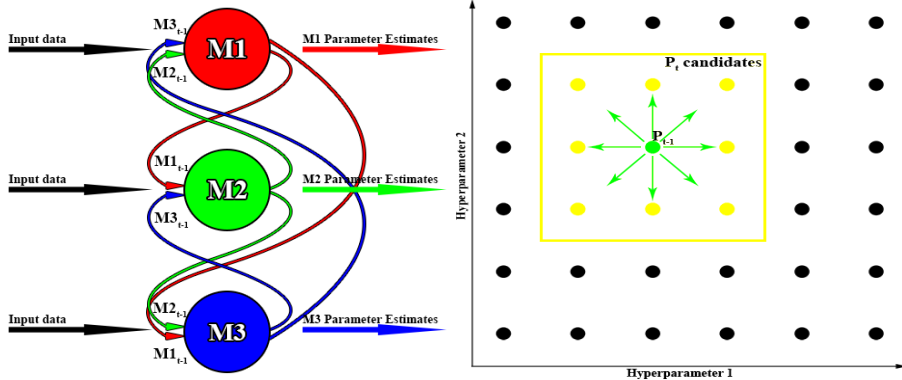 M3t-1
Input data
M1
M1 Parameter Estimates
M2t-1
M1t-1
Input data
M2
M2 Parameter Estimates
M3t-1
M2t-1
Input data
M3
M3 Parameter Estimates
M1t-1
Pt candidates
Pt-1
Hyperparameter 2
Hyperparameter 1